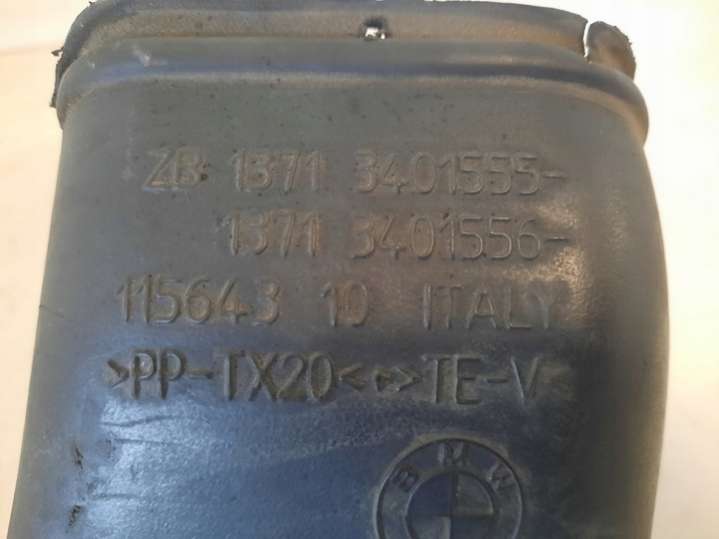 ZB 1371 3401555-
1371 3401556-
115643 10 ITALY
>PP-TX20<+>TE-V<
BMW